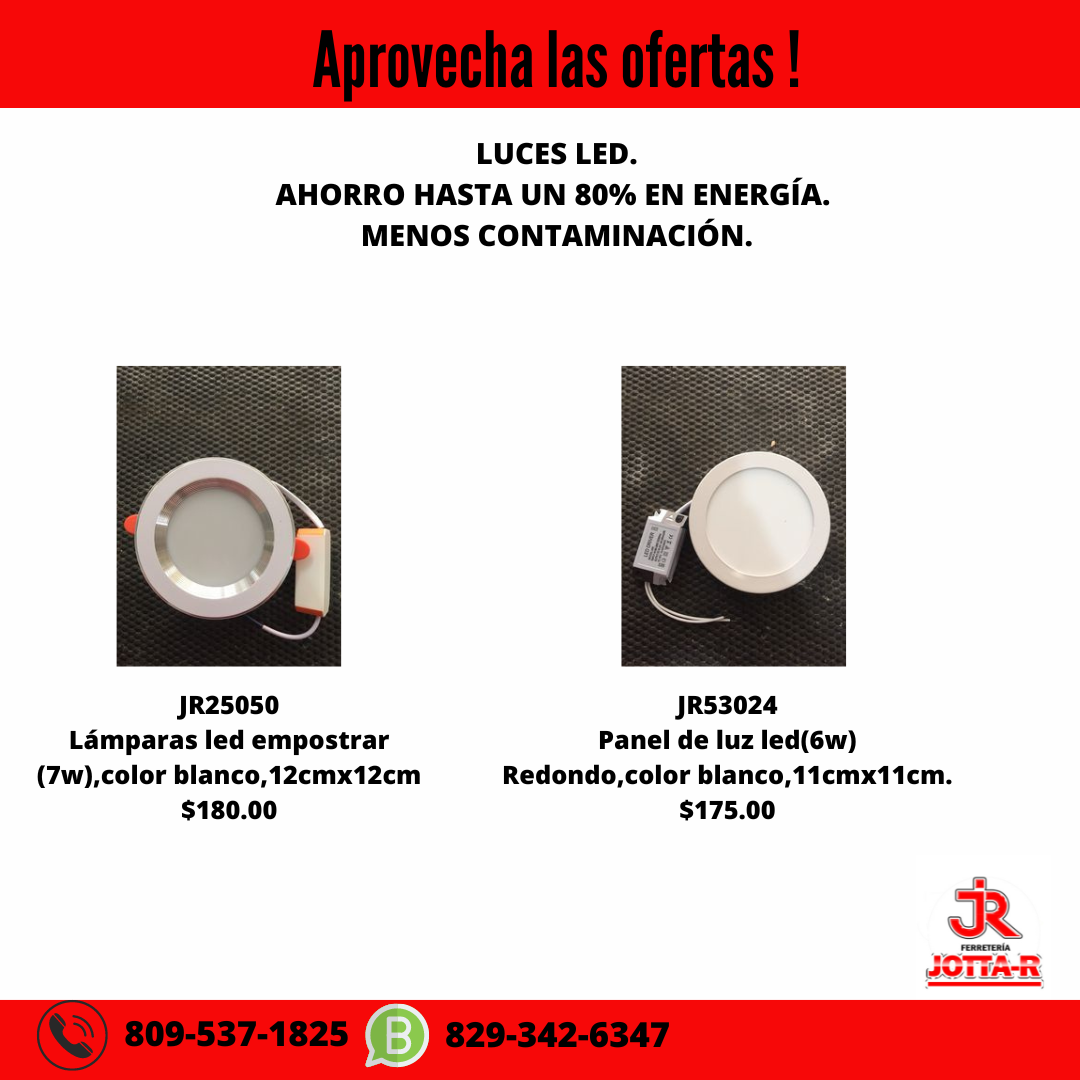 Aprovecha las ofertas !
LUCES LED.
AHORRO HASTA UN 80% EN ENERGÍA.
MENOS CONTAMINACIÓN.
LED DRIVER
JR25050
Lámparas led empostrar
(7w),color blanco,12cmx12cm
$180.00
JR53024
Panel de luz led(6w)
Redondo,color blanco,11cmx11cm.
$175.00
JR
FERRETERÍA
JOTTA-R
809-537-1825
B
829-342-6347